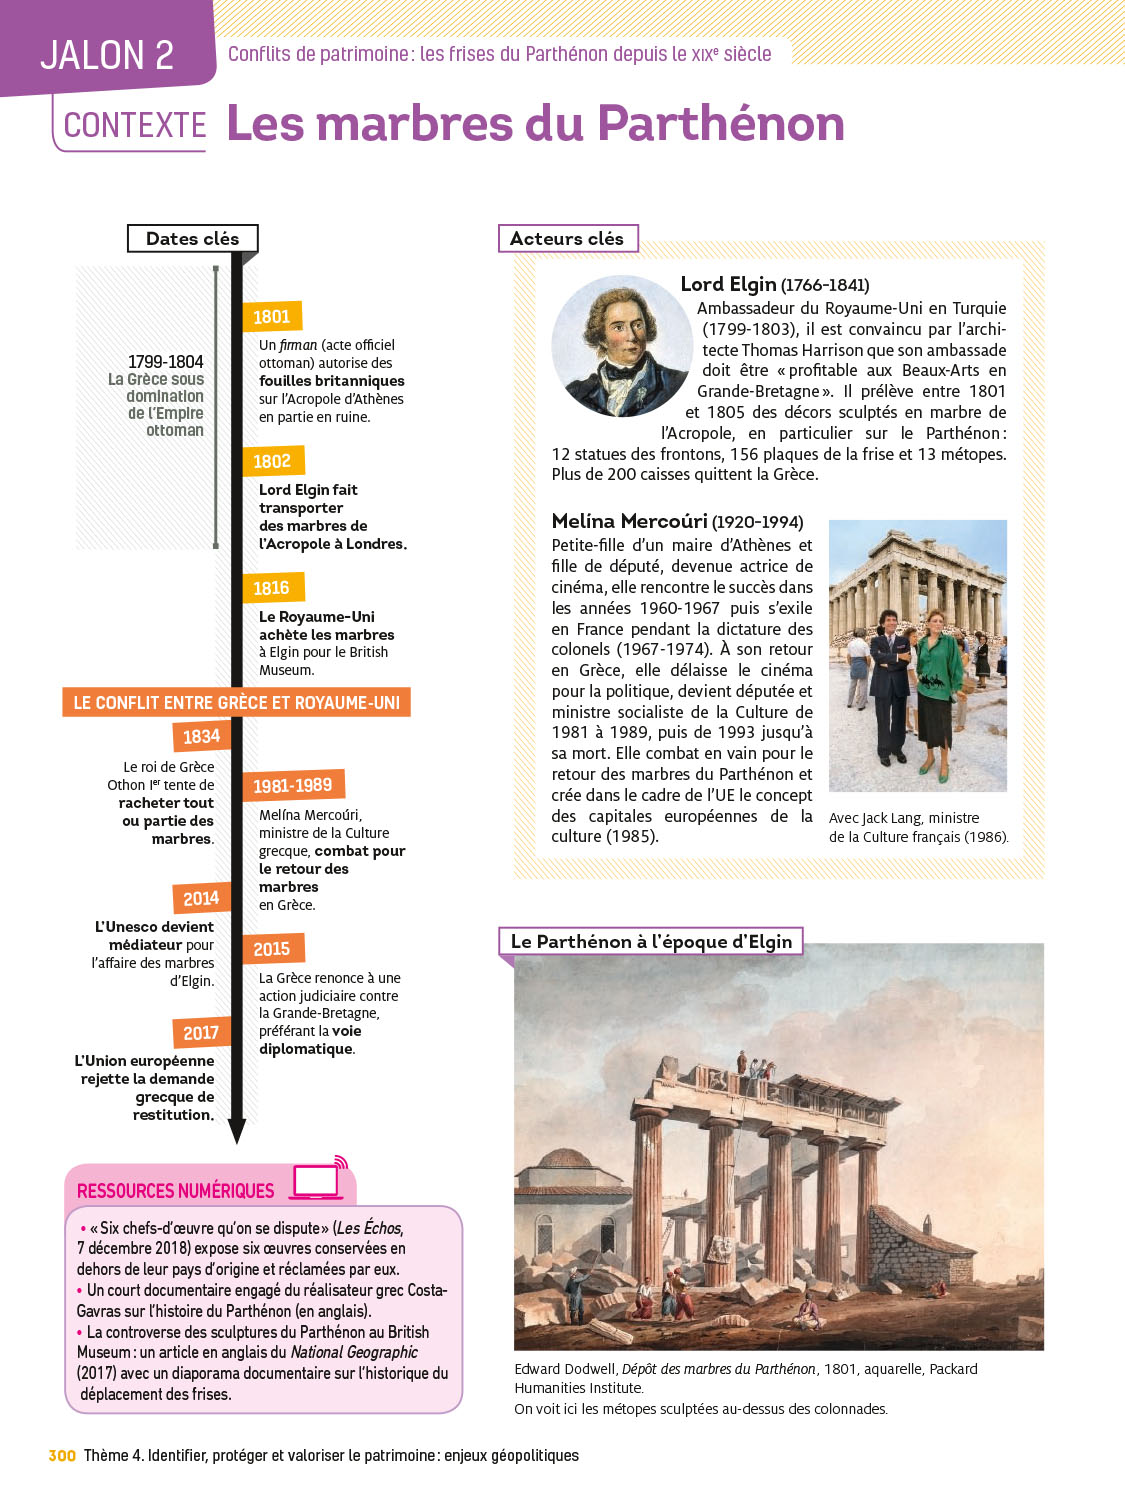 JALON 2
Conflits de patrimoine : les frises du Parthénon depuis le XIXe siècle
CONTEXTE Les marbres du Parthénon
Dates clés
1799-1804
La Grèce sous
domination
de l'Empire
ottoman
1801
Un firman (acte officiel
ottoman) autorise des
fouilles britanniques
sur l'Acropole d'Athènes
en partie en ruine.
1802
Lord Elgin fait
transporter
des marbres de
l'Acropole à Londres.
1816
Le Royaume-Uni
achète les marbres
à Elgin pour le British
Museum.
LE CONFLIT ENTRE GRÈCE ET ROYAUME-UNI
1834
Le roi de Grèce
Othon Ier tente de
racheter tout
ou partie des
marbres.
1981-1989
Melína Mercoúri,
ministre de la Culture
grecque, combat pour
le retour des
marbres
en Grèce.
2014
L'Unesco devient
médiateur pour
l'affaire des marbres
d'Elgin.
2015
La Grèce renonce à une
action judiciaire contre
la Grande-Bretagne,
préférant la voie
diplomatique.
2017
L'Union européenne
rejette la demande
grecque de
restitution.
RESSOURCES NUMÉRIQUES
• « Six chefs-d'œuvre qu'on se dispute » (Les Échos,
7 décembre 2018) expose six œuvres conservées en
dehors de leur pays d'origine et réclamées par eux.
• Un court documentaire engagé du réalisateur grec Costa-
Gavras sur l'histoire du Parthénon (en anglais).
• La controverse des sculptures du Parthénon au British
Museum : un article en anglais du National Geographic
(2017) avec un diaporama documentaire sur l'historique du
déplacement des frises.
Acteurs clés
Lord Elgin (1766-1841)
Ambassadeur du Royaume-Uni en Turquie
(1799-1803), il est convaincu par l'archi-
tecte Thomas Harrison que son ambassade
doit être « profitable aux Beaux-Arts en
Grande-Bretagne ». Il prélève entre 1801
et 1805 des décors sculptés en marbre de
l'Acropole, en particulier sur le Parthénon :
12 statues des frontons, 156 plaques de la frise et 13 métopes.
Plus de 200 caisses quittent la Grèce.
Melína Mercoúri (1920-1994)
Petite-fille d'un maire d'Athènes et
fille de député, devenue actrice de
cinéma, elle rencontre le succès dans
les années 1960-1967 puis s'exile
en France pendant la dictature des
colonels (1967-1974). À son retour
en Grèce, elle délaisse le cinéma
pour la politique, devient députée et
ministre socialiste de la Culture de
1981 à 1989, puis de 1993 jusqu'à
sa mort. Elle combat en vain pour le
retour des marbres du Parthénon et
crée dans le cadre de l'UE le concept
des capitales européennes de la
culture (1985).
Avec Jack Lang, ministre
de la Culture français (1986).
Le Parthénon à l'époque d'Elgin
Edward Dodwell, Dépôt des marbres du Parthénon, 1801, aquarelle, Packard
Humanities Institute.
On voit ici les métopes sculptées au-dessus des colonnades.
300 Thème 4. Identifier, protéger et valoriser le patrimoine : enjeux géopolitiques